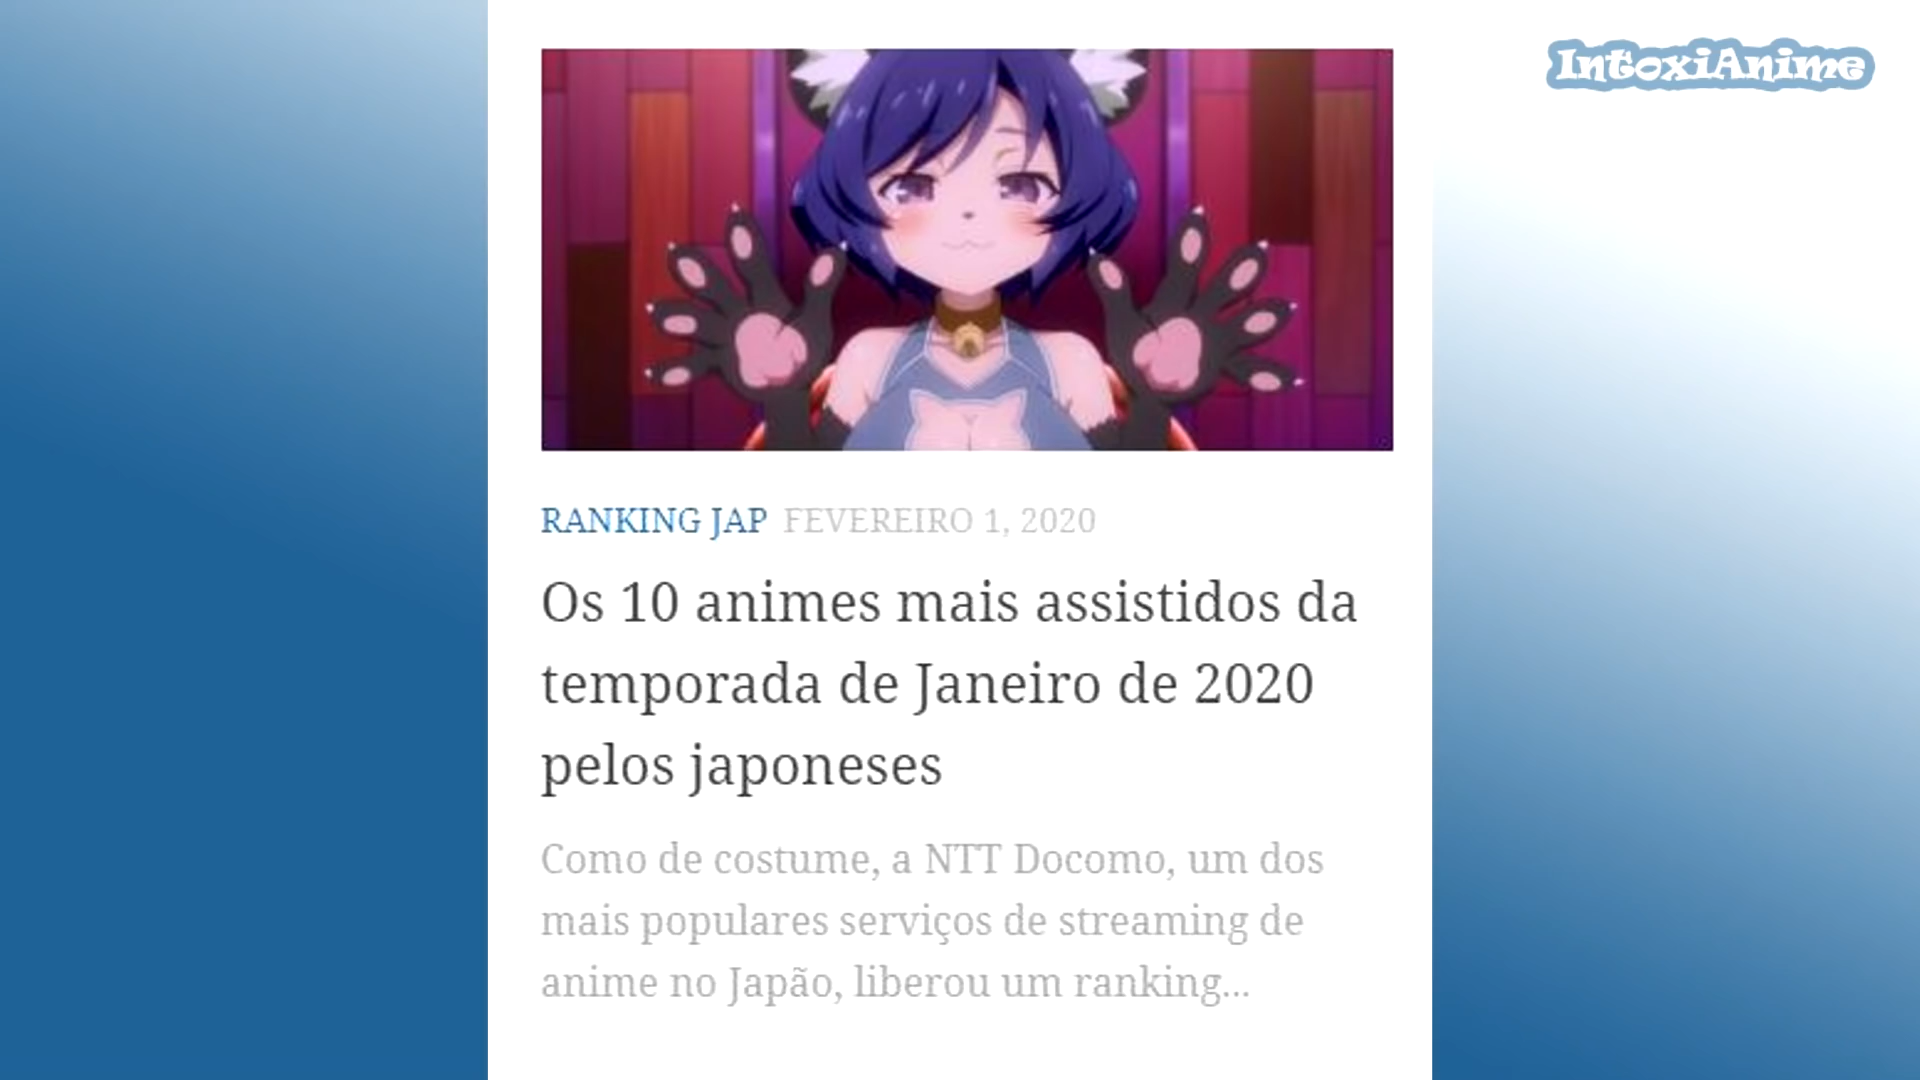 IntoxiAnime
RANKING JAP FEVEREIRO 1, 2020
Os 10 animes mais assistidos da
temporada de Janeiro de 2020
pelos japoneses
Como de costume, a NTT Docomo, um dos
mais populares serviços de streaming de
anime no Japão, liberou um ranking...